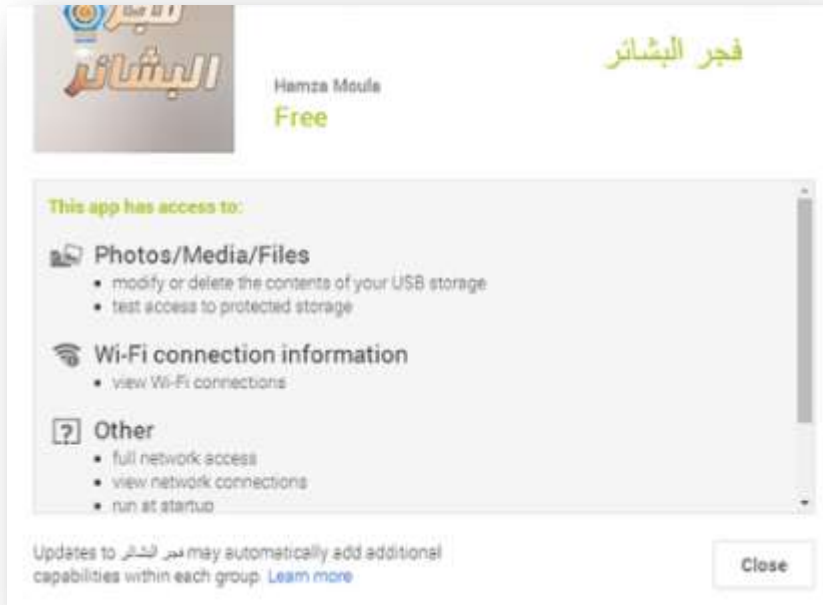 البشائر
فجر البشائر
Hamza Moula
Free
This app has access to:
Photos/Media/Files
• modify or delete the contents of your USB storage
• test access to protected storage
Wi-Fi connection information
• view Wi-Fi connections
? Other
• full network access
• view network connections
• run at startup
Updates to فجر البشائر may automatically add additional
capabilities within each group. Learn more
Close